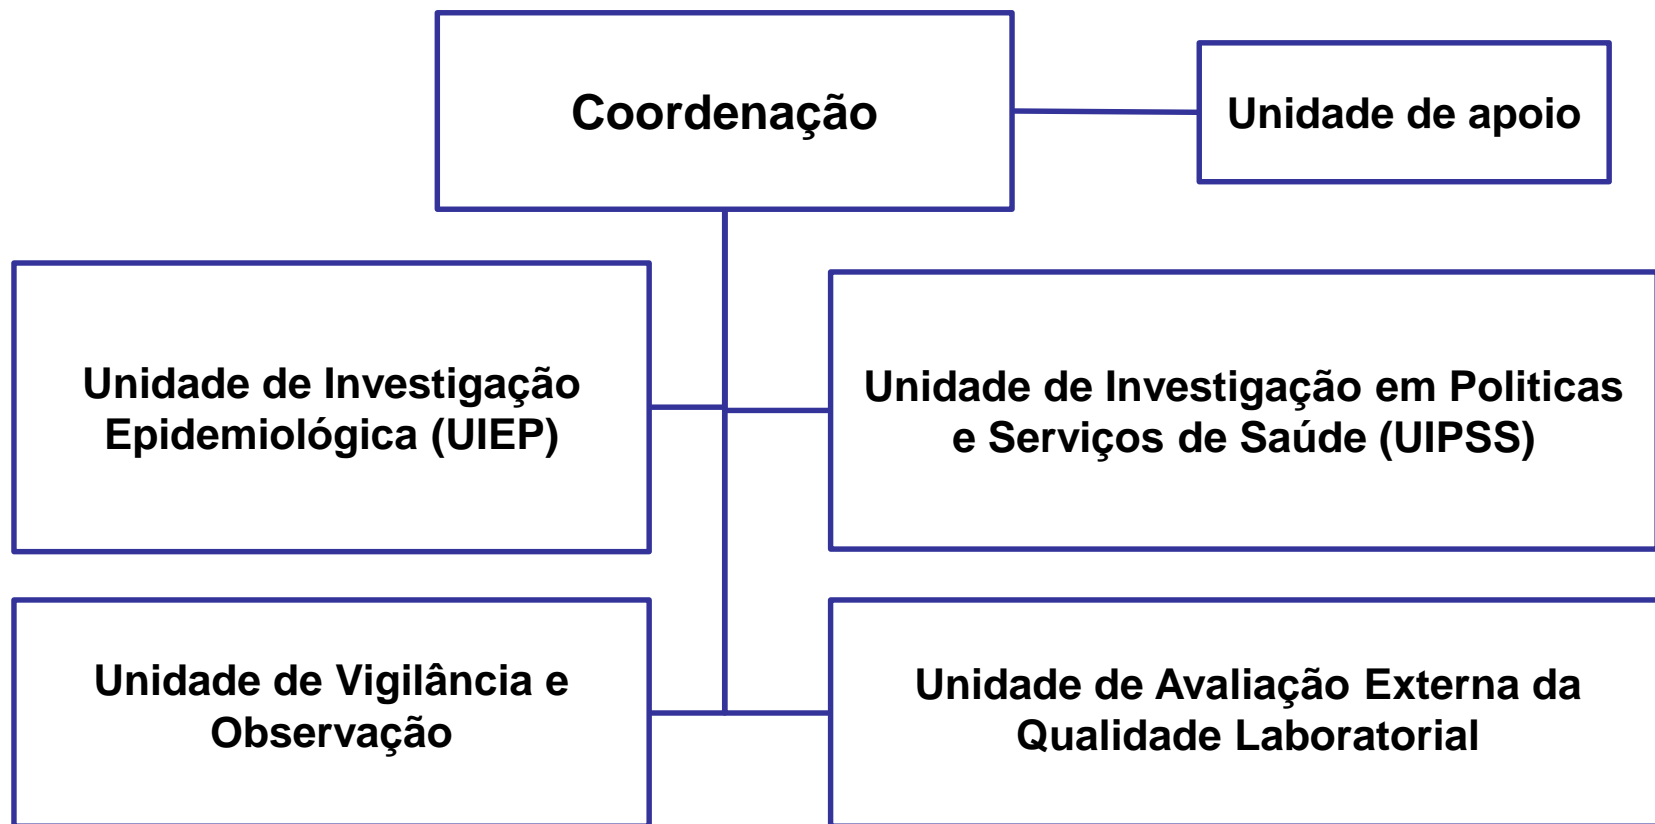 Coordenação
Unidade de apoio
Unidade de Investigação
Epidemiológica (UIEP)
Unidade de Investigação em Politicas
e Serviços de Saúde (UIPSS)
Unidade de Vigilância e
Observação
Unidade de Avaliação Externa da
Qualidade Laboratorial